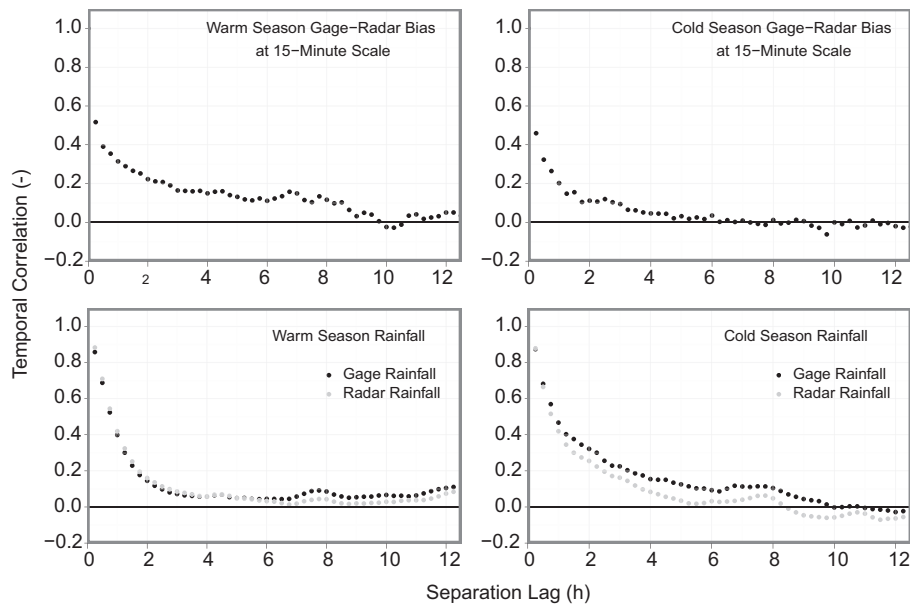 Temporal Correlation (-)
Warm Season Gage−Radar Bias
at 15−Minute Scale
1.0
0.8
0.6
0.4
0.2
0.0
−0.2
0 2 4 6 8 10 12
Cold Season Gage−Radar Bias
at 15−Minute Scale
1.0
0.8
0.6
0.4
0.2
0.0
−0.2
0 2 4 6 8 10 12
Warm Season Rainfall
Gage Rainfall
Radar Rainfall
1.0
0.8
0.6
0.4
0.2
0.0
−0.2
0 2 4 6 8 10 12
Cold Season Rainfall
Gage Rainfall
Radar Rainfall
1.0
0.8
0.6
0.4
0.2
0.0
−0.2
0 2 4 6 8 10 12
Separation Lag (h)